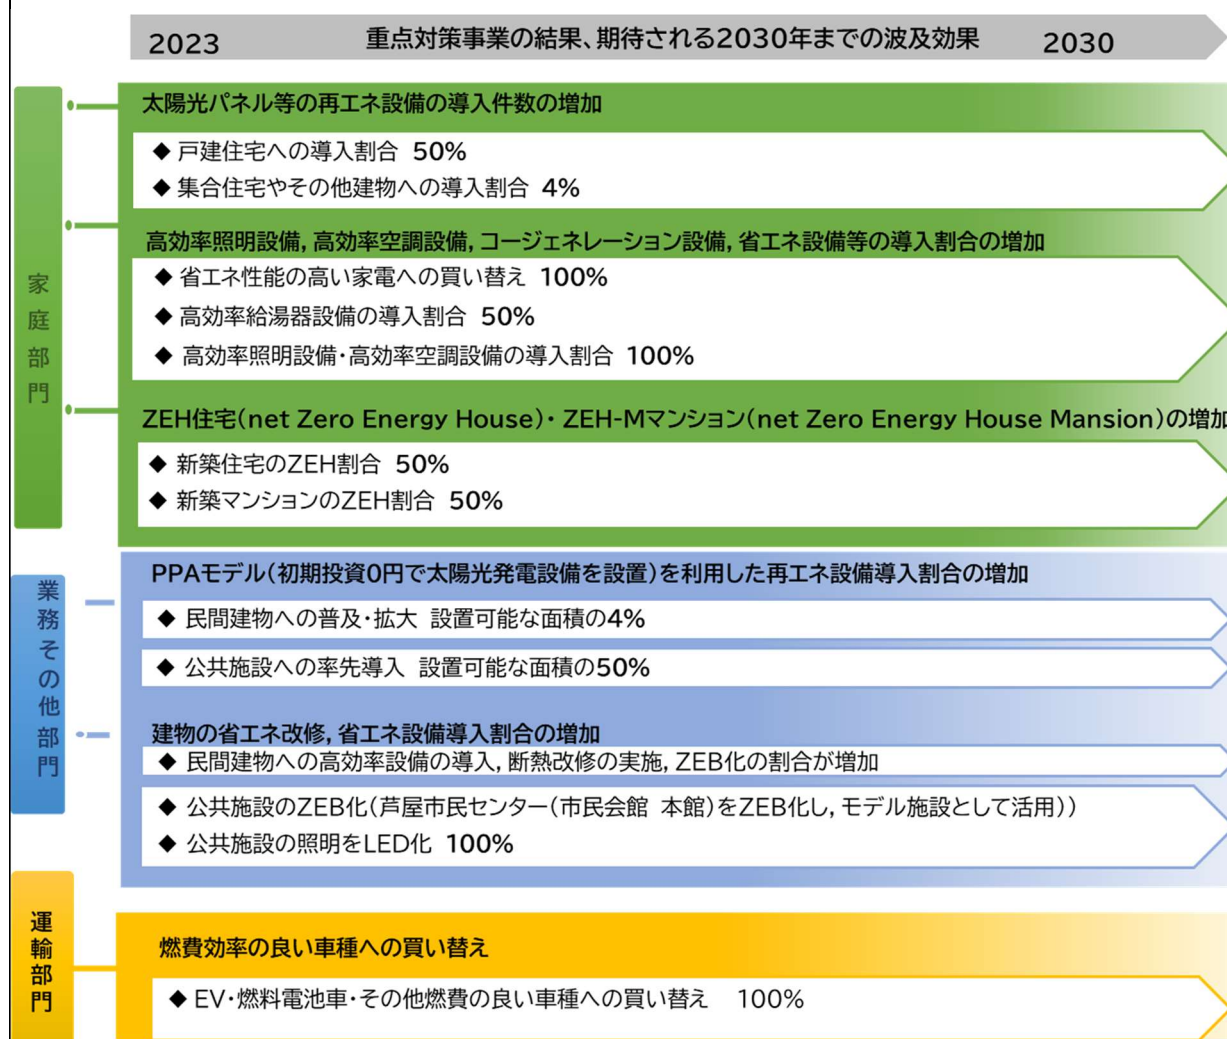 2023 重点対策事業の結果、期待される2030年までの波及効果 2030
家庭部門
太陽光パネル等の再エネ設備の導入件数の増加
◆ 戸建住宅への導入割合 50%
◆ 集合住宅やその他建物への導入割合 4%
高効率照明設備,高効率空調設備,コージェネレーション設備,省エネ設備等の導入割合の増加
◆ 省エネ性能の高い家電への買い替え 100%
◆ 高効率給湯器設備の導入割合 50%
◆ 高効率照明設備・高効率空調設備の導入割合 100%
ZEH住宅(net Zero Energy House)・ZEH-Mマンション(net Zero Energy House Mansion)の増加
◆ 新築住宅のZEH割合 50%
◆ 新築マンションのZEH割合 50%
業務その他部門
PPAモデル(初期投資0円で太陽光発電設備を設置)を利用した再エネ設備導入割合の増加
◆ 民間建物への普及・拡大 設置可能な面積の4%
◆ 公共施設への率先導入 設置可能な面積の50%
建物の省エネ改修,省エネ設備導入割合の増加
◆ 民間建物への高効率設備の導入,断熱改修の実施,ZEB化の割合が増加
◆ 公共施設のZEB化(芦屋市民センター(市民会館 本館)をZEB化し,モデル施設として活用))
◆ 公共施設の照明をLED化 100%
運輸部門
燃費効率の良い車種への買い替え
◆ EV・燃料電池車・その他燃費の良い車種への買い替え 100%